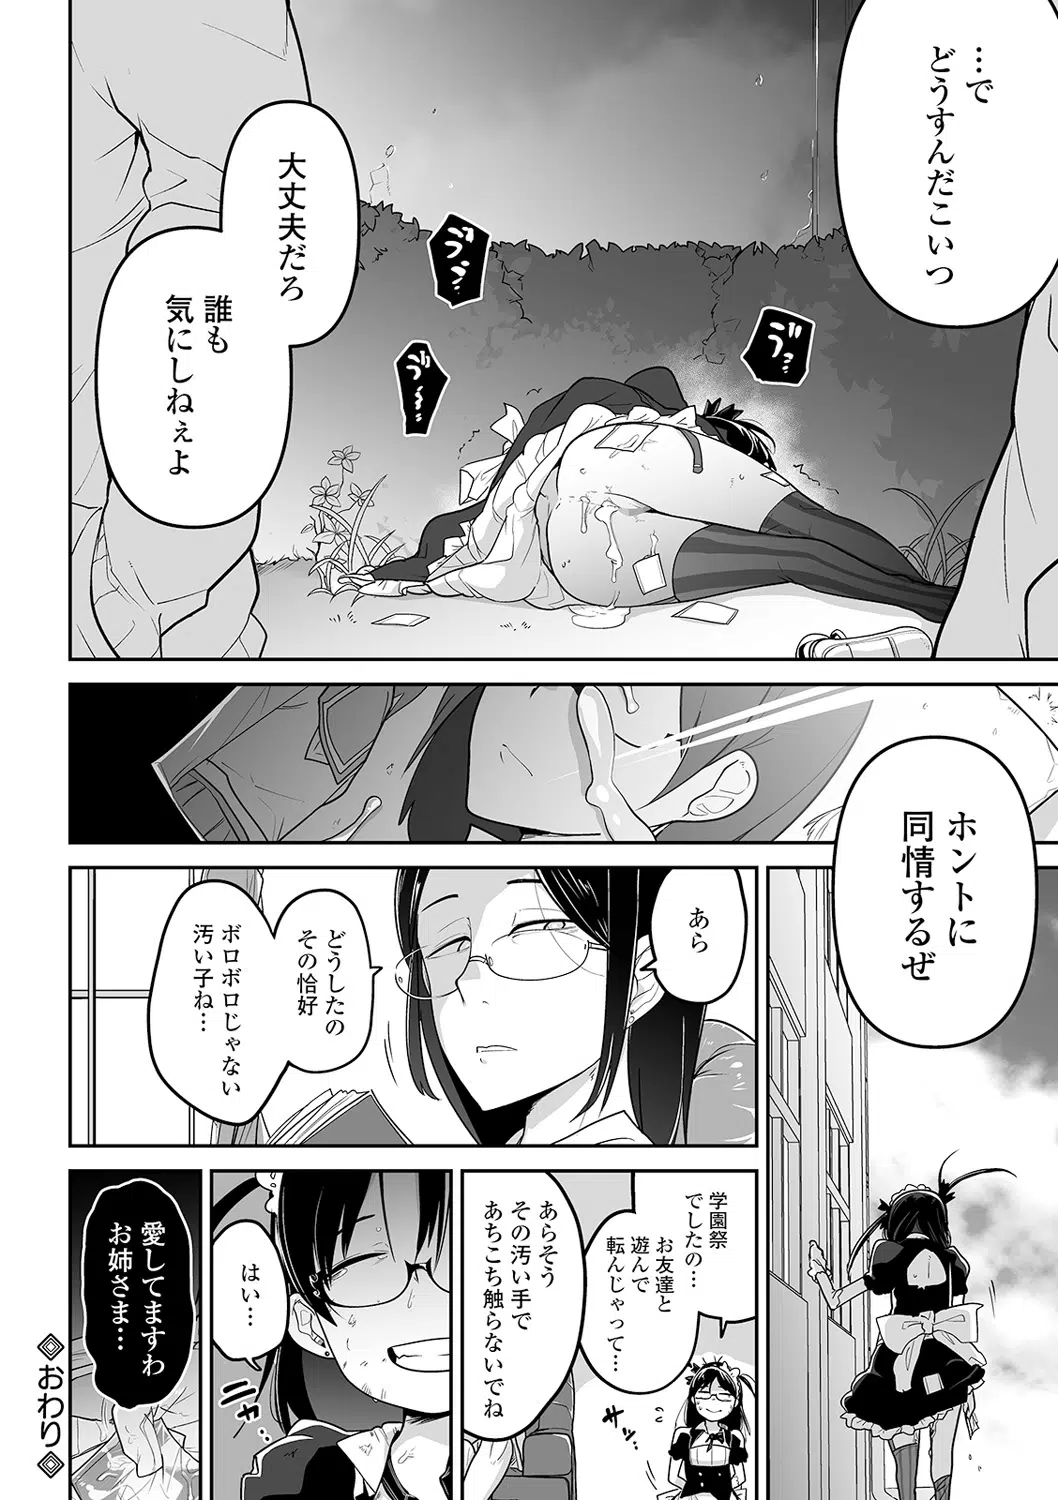 …で
どうすんだこいつ
大丈夫だろ
誰も
気にしねぇよ
ヴ…
ヴ…
ヴ…
ホントに
同情するぜ
あら
どうしたの
その恰好
ボロボロじゃない
汚い子ね…
学園祭
でしたの…
お友達と
遊んで
転んじゃって…
あらそう
その汚い手で
あちこち触らないでね
はい…
愛してますわ
お姉さま…
おわり